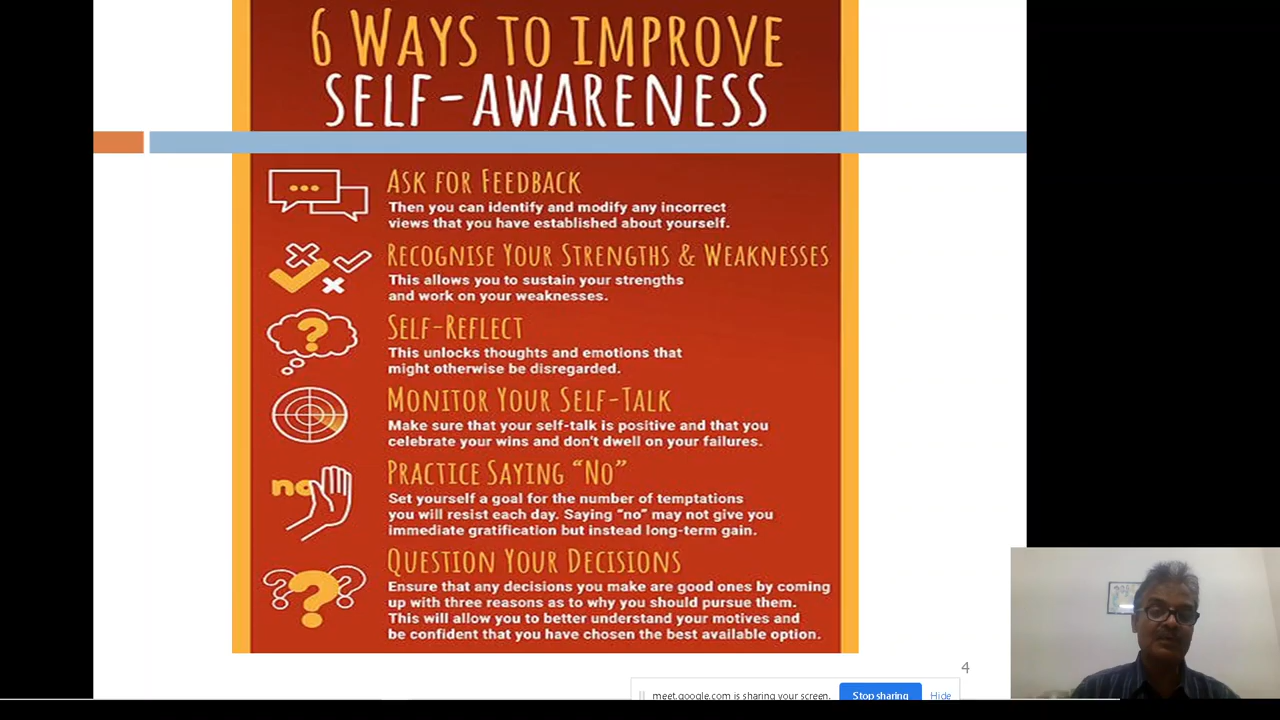 6 WAYS TO IMPROVE
SELF-AWARENESS
ASK FOR FEEDBACK
Then you can identify and modify any incorrect
views that you have established about yourself.
RECOGNISE YOUR STRENGTHS & WEAKNESSES
This allows you to sustain your strengths
and work on your weaknesses.
SELF-REFLECT
This unlocks thoughts and emotions that
might otherwise be disregarded.
MONITOR YOUR SELF-TALK
Make sure that your self-talk is positive and that you
celebrate your wins and don't dwell on your failures.
no
PRACTICE SAYING “NO”
Set yourself a goal for the number of temptations
you will resist each day. Saying “no” may not give you
immediate gratification but instead long-term gain.
QUESTION YOUR DECISIONS
Ensure that any decisions you make are good ones by coming
up with three reasons as to why you should pursue them.
This will allow you to better understand your motives and
be confident that you have chosen the best available option.
4
meet.google.com is sharing your screen.
Stop sharing
Hide